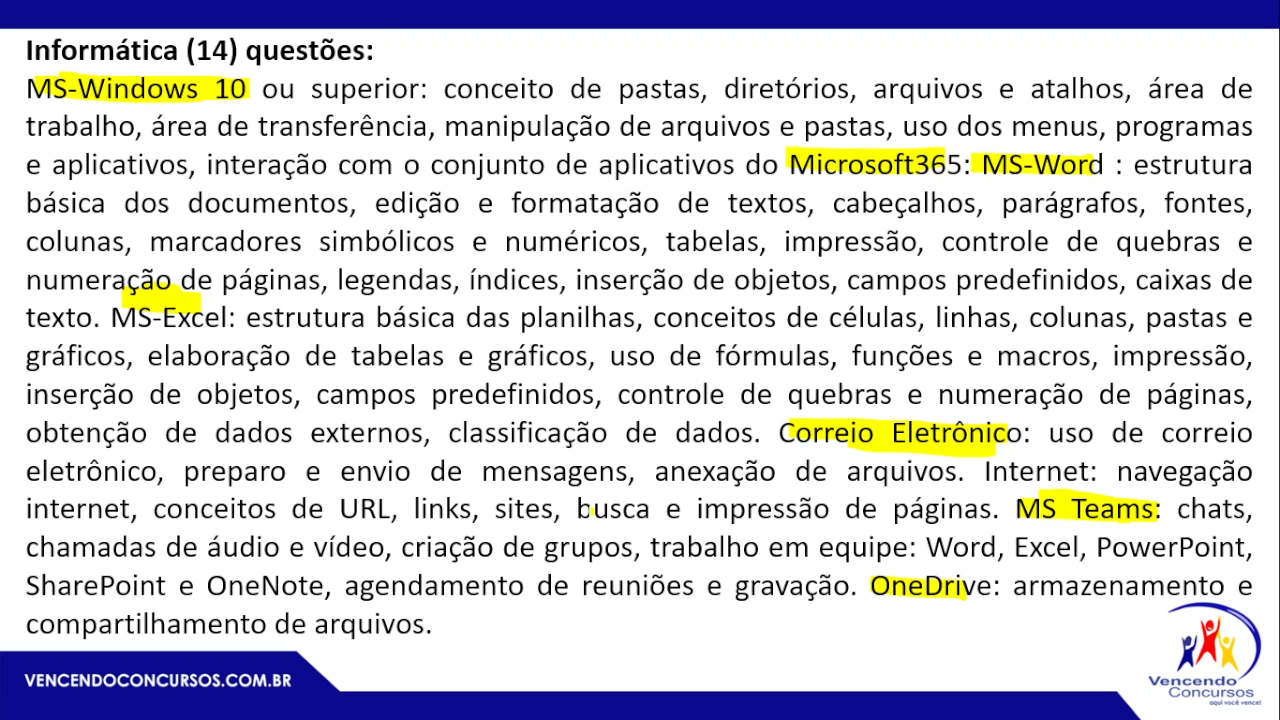 Informática (14) questões:
MS-Windows 10 ou superior: conceito de pastas, diretórios, arquivos e atalhos, área de
trabalho, área de transferência, manipulação de arquivos e pastas, uso dos menus, programas
e aplicativos, interação com o conjunto de aplicativos do Microsoft365: MS-Word : estrutura
básica dos documentos, edição e formatação de textos, cabeçalhos, parágrafos, fontes,
colunas, marcadores simbólicos e numéricos, tabelas, impressão, controle de quebras e
numeração de páginas, legendas, índices, inserção de objetos, campos predefinidos, caixas de
texto. MS-Excel: estrutura básica das planilhas, conceitos de células, linhas, colunas, pastas e
gráficos, elaboração de tabelas e gráficos, uso de fórmulas, funções e macros, impressão,
inserção de objetos, campos predefinidos, controle de quebras e numeração de páginas,
obtenção de dados externos, classificação de dados. Correio Eletrônico: uso de correio
eletrônico, preparo e envio de mensagens, anexação de arquivos. Internet: navegação
internet, conceitos de URL, links, sites, busca e impressão de páginas. MS Teams: chats,
chamadas de áudio e vídeo, criação de grupos, trabalho em equipe: Word, Excel, PowerPoint,
SharePoint e OneNote, agendamento de reuniões e gravação. OneDrive: armazenamento e
compartilhamento de arquivos.
VENCENDOCONCURSOS.COM.BR
Vencendo
Concursos
aqui você vence!